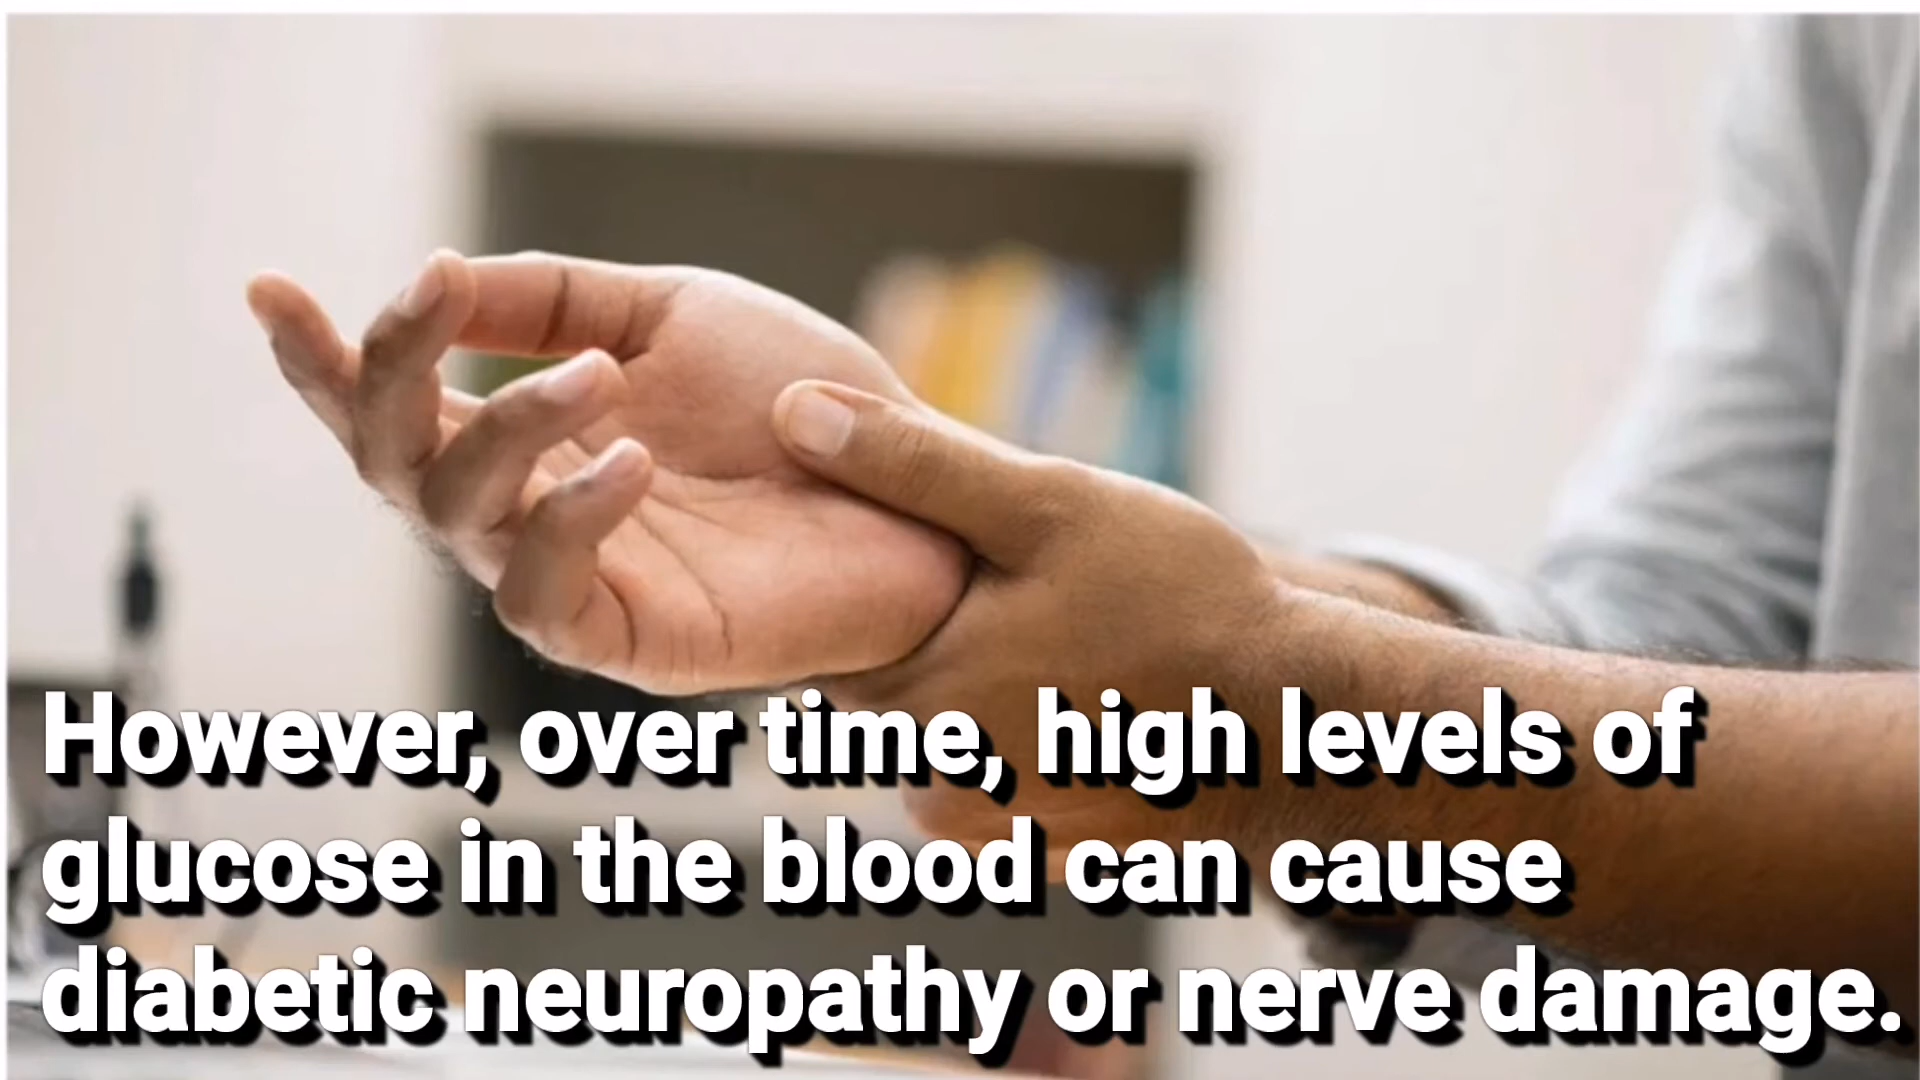 However, over time, high levels of
glucose in the blood can cause
diabetic neuropathy or nerve damage.